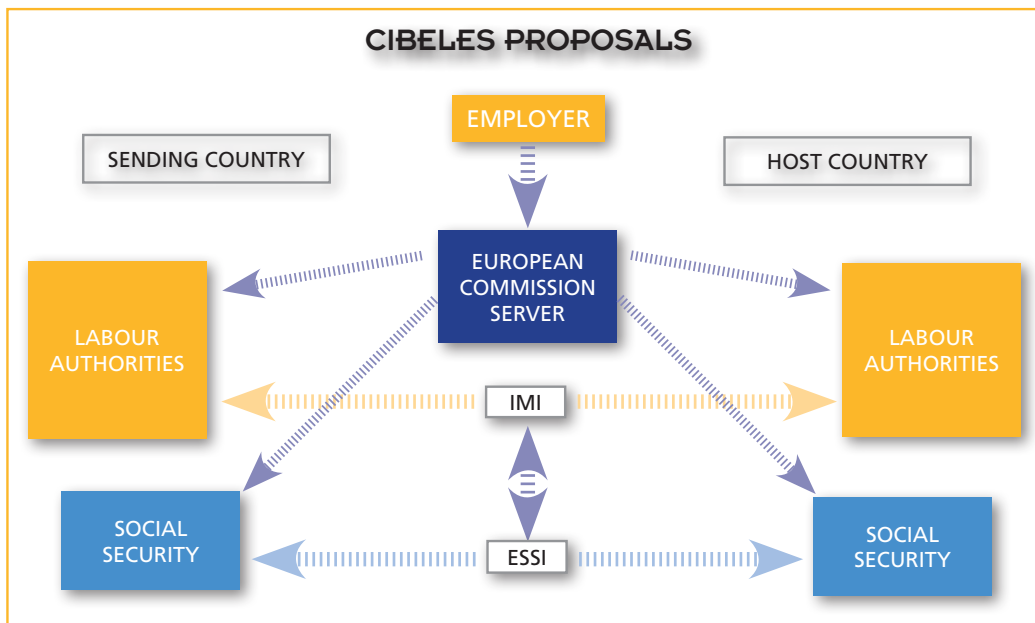 CIBELES PROPOSALS
EMPLOYER
SENDING COUNTRY
HOST COUNTRY
EUROPEAN
COMMISSION
SERVER
LABOUR
AUTHORITIES
LABOUR
AUTHORITIES
IMI
SOCIAL
SECURITY
SOCIAL
SECURITY
ESSI